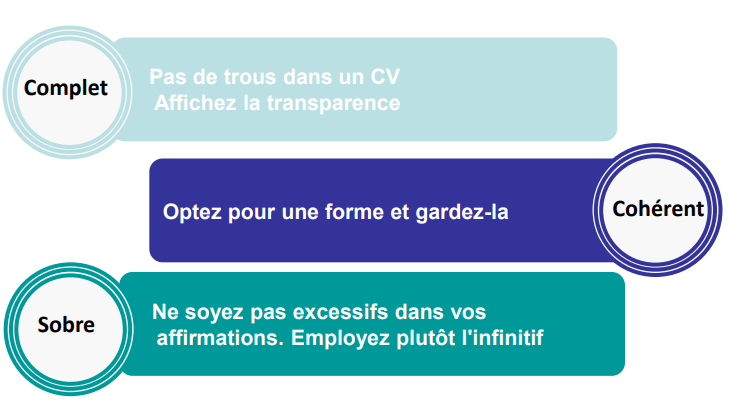 Complet
Pas de trous dans un CV
Affichez la transparence
Optez pour une forme et gardez-la
Cohérent
Sobre
Ne soyez pas excessifs dans vos
affirmations. Employez plutôt l'infinitif